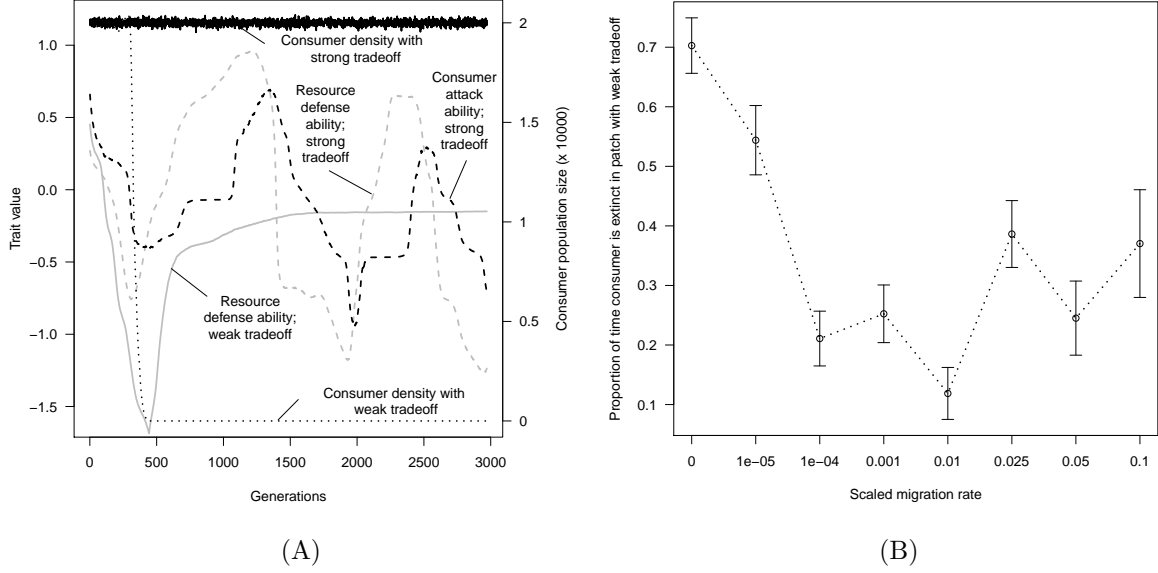 Trait value
1.0
0.5
0.0
−0.5
−1.0
−1.5
0
500
1000
1500
2000
2500
3000
Generations
2
1.5
1
0.5
0
Consumer population size (x 10000)
Consumer density with
strong tradeoff
Resource
defense
ability;
strong
tradeoff
Consumer
attack
ability;
strong
tradeoff
Resource
defense ability;
weak tradeoff
Consumer density with
weak tradeoff
(A)
Proportion of time consumer is extinct in patch with weak tradeoff
0.7
0.6
0.5
0.4
0.3
0.2
0.1
0
1e−05
1e−04
0.001
0.01
0.025
0.05
0.1
Scaled migration rate
(B)